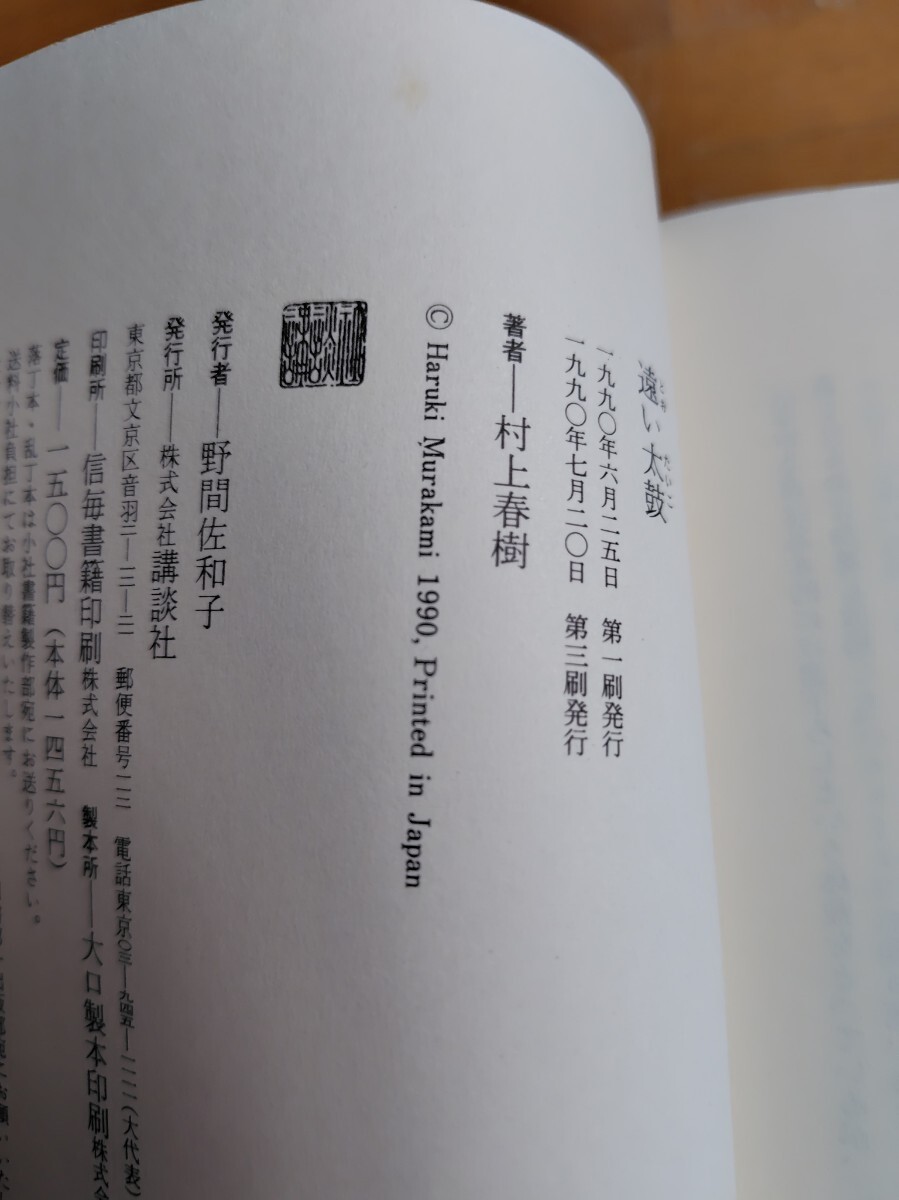 遠い太鼓
とお たいこ
一九九〇年六月二五日 第一刷発行
一九九〇年七月二〇日 第三刷発行
著者——村上春樹
© Haruki Murakami 1990, Printed in Japan
発行者——野間佐和子
発行所——株式会社講談社
東京都文京区音羽二—一二—二一 郵便番号一一二 電話東京〇三—九四五—一一一一(大代表)
印刷所——信毎書籍印刷株式会社 製本所——大口製本印刷株式会
定価——一五〇〇円(本体一四五六円)
落丁本・乱丁本は小社書籍製作部宛にお送りください。
送料小社負担にてお取り替えいたします。